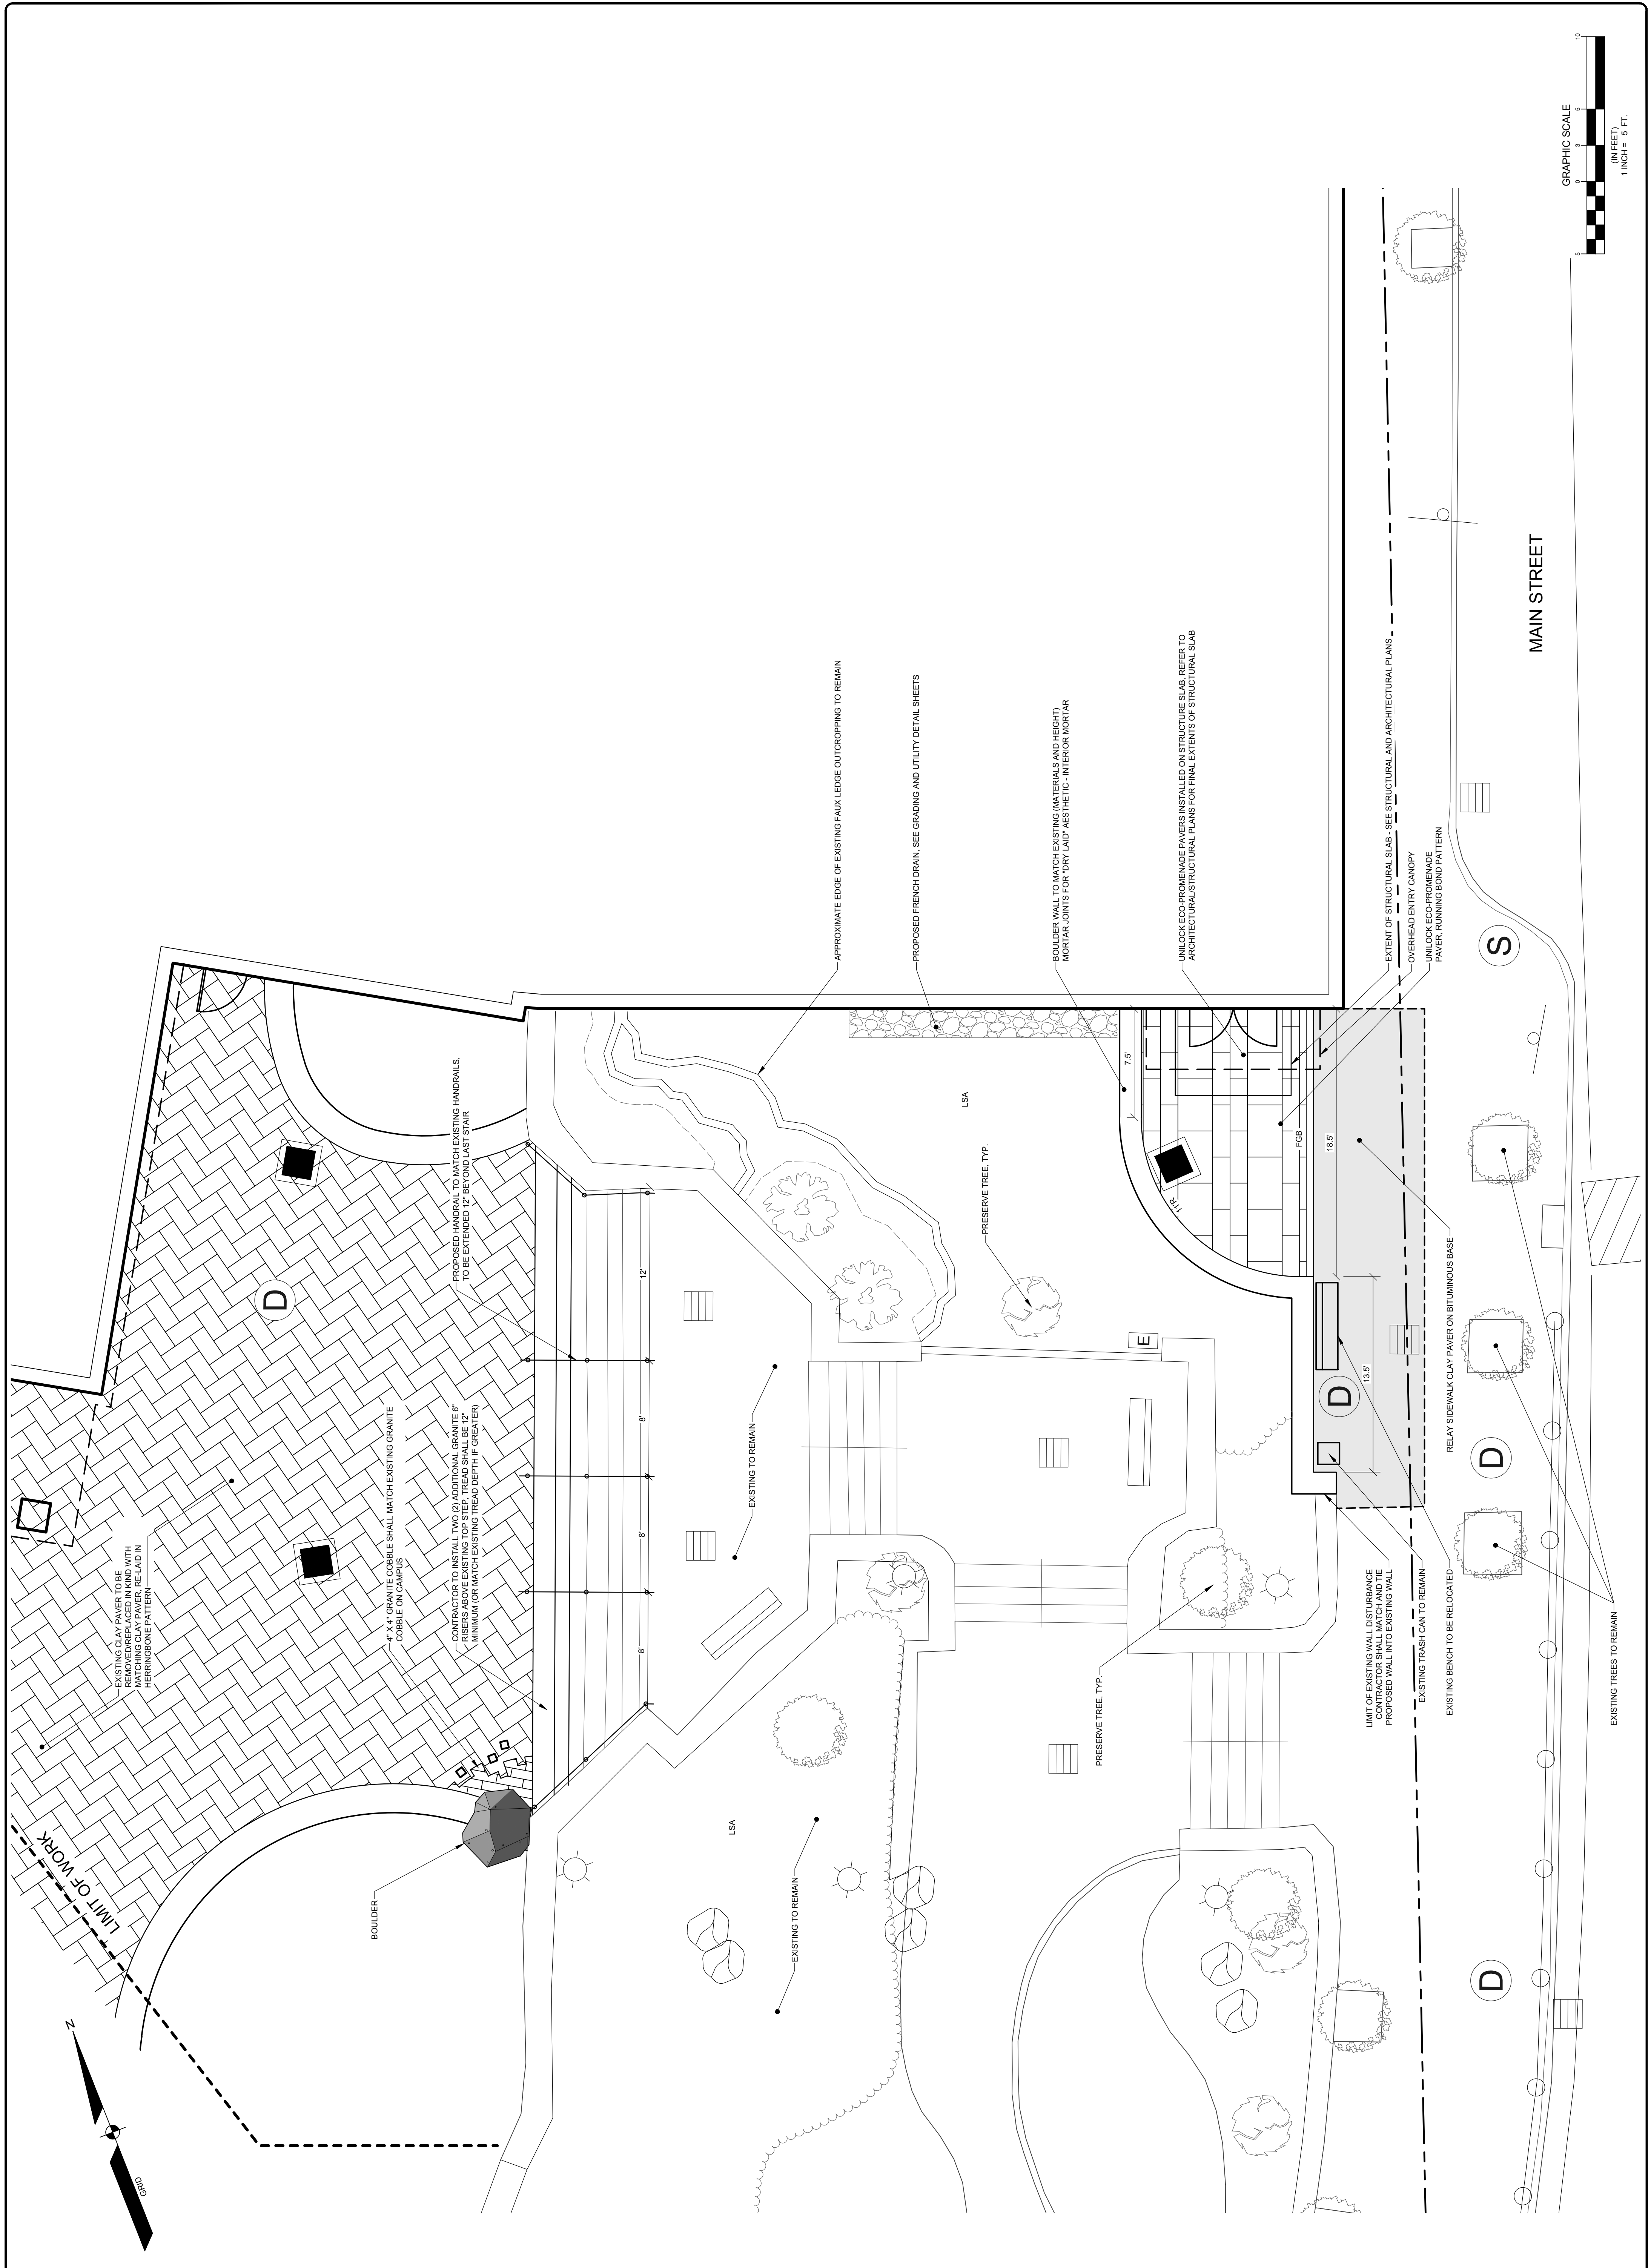 EXISTING CLAY PAVER TO BE
REMOVED/REPLACED IN KIND WITH
MATCHING CLAY PAVER, RE-LAID IN
HERRINGBONE PATTERN
LIMIT OF WORK
N
GRID
BOULDER
4" X 4" GRANITE COBBLE SHALL MATCH EXISTING GRANITE
COBBLE ON CAMPUS
CONTRACTOR TO INSTALL TWO (2) ADDITIONAL GRANITE 6"
RISERS ABOVE EXISTING TOP STEP, TREAD SHALL BE 12"
MINIMUM (OR MATCH EXISTING TREAD DEPTH IF GREATER)
D
PROPOSED HANDRAIL TO MATCH EXISTING HANDRAILS,
TO BE EXTENDED 12" BEYOND LAST STAIR
8'
8'
8'
12'
EXISTING TO REMAIN
EXISTING TO REMAIN
LSA
APPROXIMATE EDGE OF EXISTING FAUX LEDGE OUTCROPPING TO REMAIN
PROPOSED FRENCH DRAIN, SEE GRADING AND UTILITY DETAIL SHEETS
LSA
PRESERVE TREE, TYP.
BOULDER WALL TO MATCH EXISTING (MATERIALS AND HEIGHT)
MORTAR JOINTS FOR "DRY LAID" AESTHETIC - INTERIOR MORTAR
PRESERVE TREE, TYP.
E
7.5'
11'R
UNILOCK ECO-PROMENADE PAVERS INSTALLED ON STRUCTURE SLAB, REFER TO
ARCHITECTURAL/STRUCTURAL PLANS FOR FINAL EXTENTS OF STRUCTURAL SLAB
FGB
18.5'
D
13.5'
EXTENT OF STRUCTURAL SLAB - SEE STRUCTURAL AND ARCHITECTURAL PLANS
OVERHEAD ENTRY CANOPY
UNILOCK ECO-PROMENADE
PAVER, RUNNING BOND PATTERN
LIMIT OF EXISTING WALL DISTURBANCE
CONTRACTOR SHALL MATCH AND TIE
PROPOSED WALL INTO EXISTING WALL
EXISTING TRASH CAN TO REMAIN
EXISTING BENCH TO BE RELOCATED
RELAY SIDEWALK CLAY PAVER ON BITUMINOUS BASE
D
D
S
MAIN STREET
EXISTING TREES TO REMAIN
GRAPHIC SCALE
5 0 3 5 10
(IN FEET)
1 INCH = 5 FT.